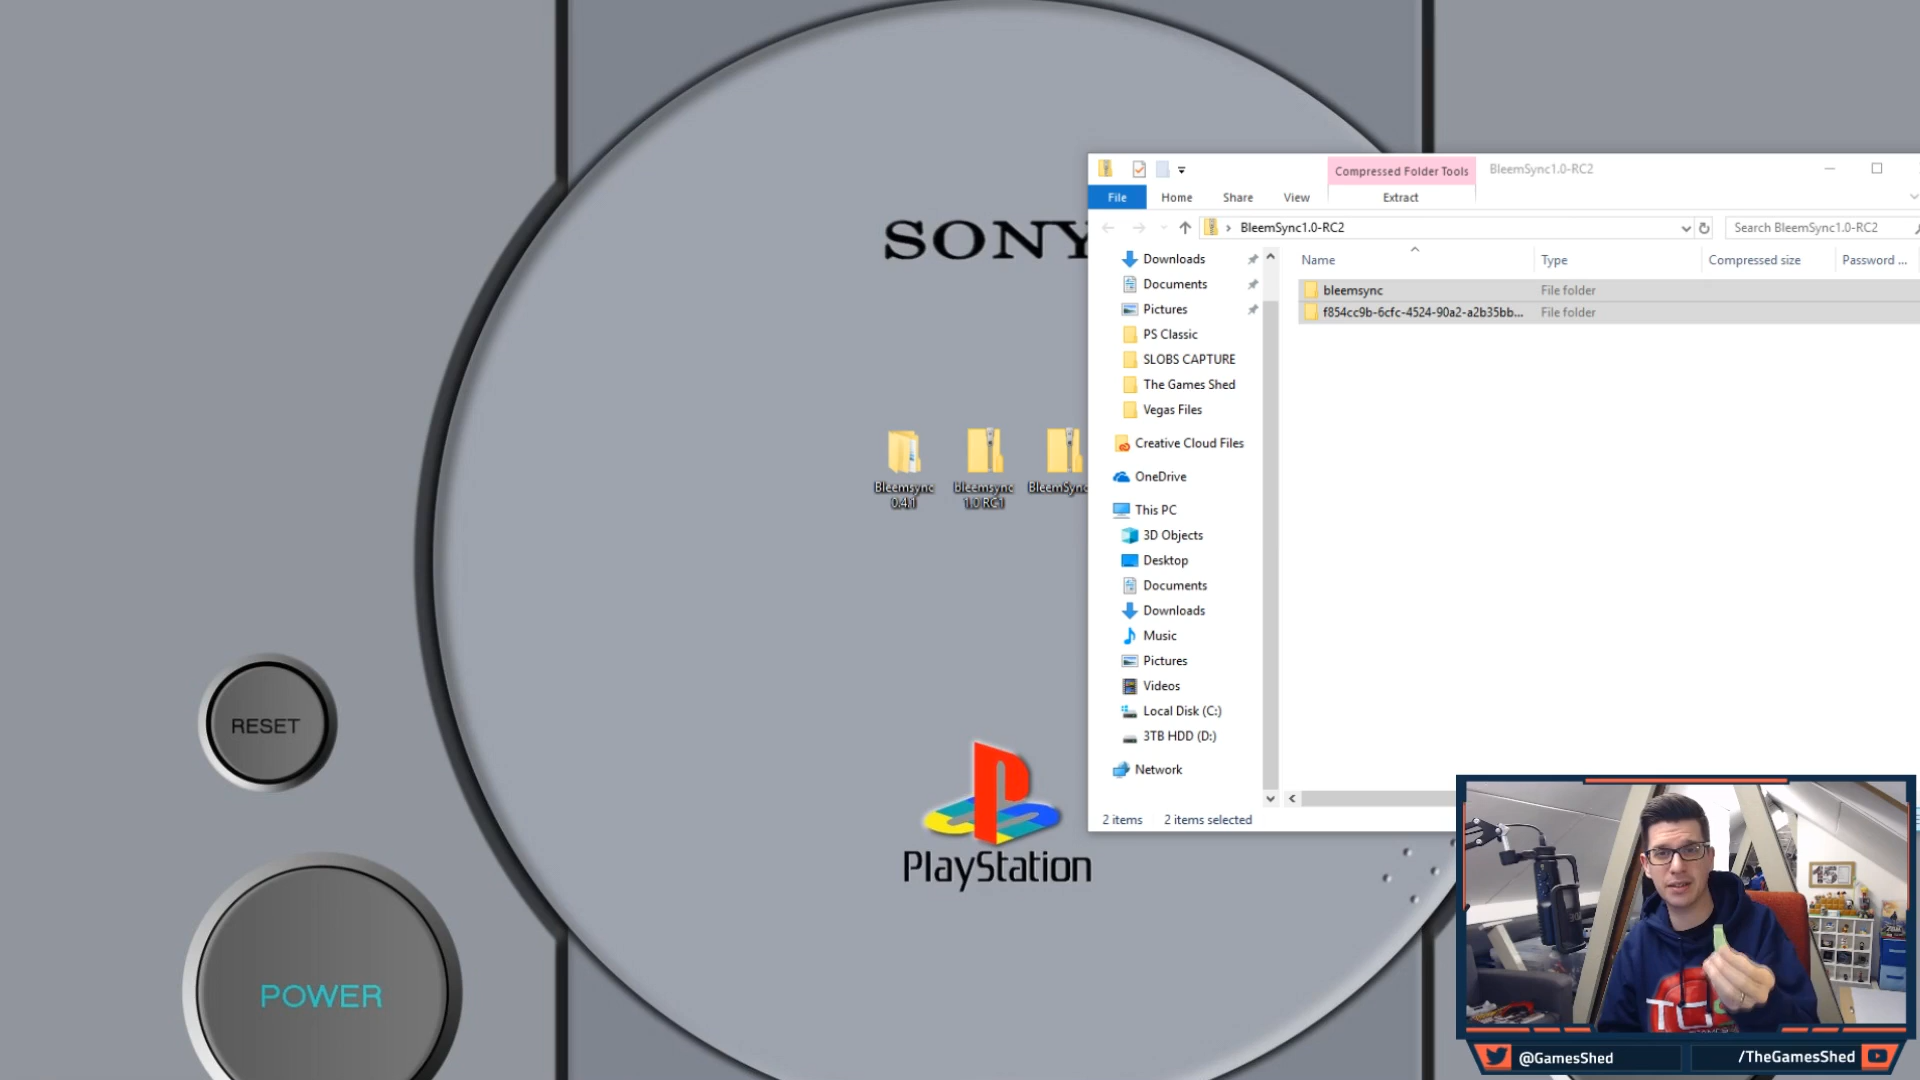 SONY
Bleemsync
0.4.1
bleemsync
1.0 RC1
BleemSync
RESET
POWER
PlayStation
Compressed Folder Tools
BleemSync1.0-RC2
File
Home
Share
View
Extract
BleemSync1.0-RC2
Search BleemSync1.0-RC2
Downloads
Documents
Pictures
PS Classic
SLOBS CAPTURE
The Games Shed
Vegas Files
Creative Cloud Files
OneDrive
This PC
3D Objects
Desktop
Documents
Downloads
Music
Pictures
Videos
Local Disk (C:)
3TB HDD (D:)
Network
Name
Type
Compressed size
Password ...
bleemsync
File folder
f854cc9b-6cfc-4524-90a2-a2b35bb...
File folder
2 items
2 items selected
15
@GamesShed
/TheGamesShed